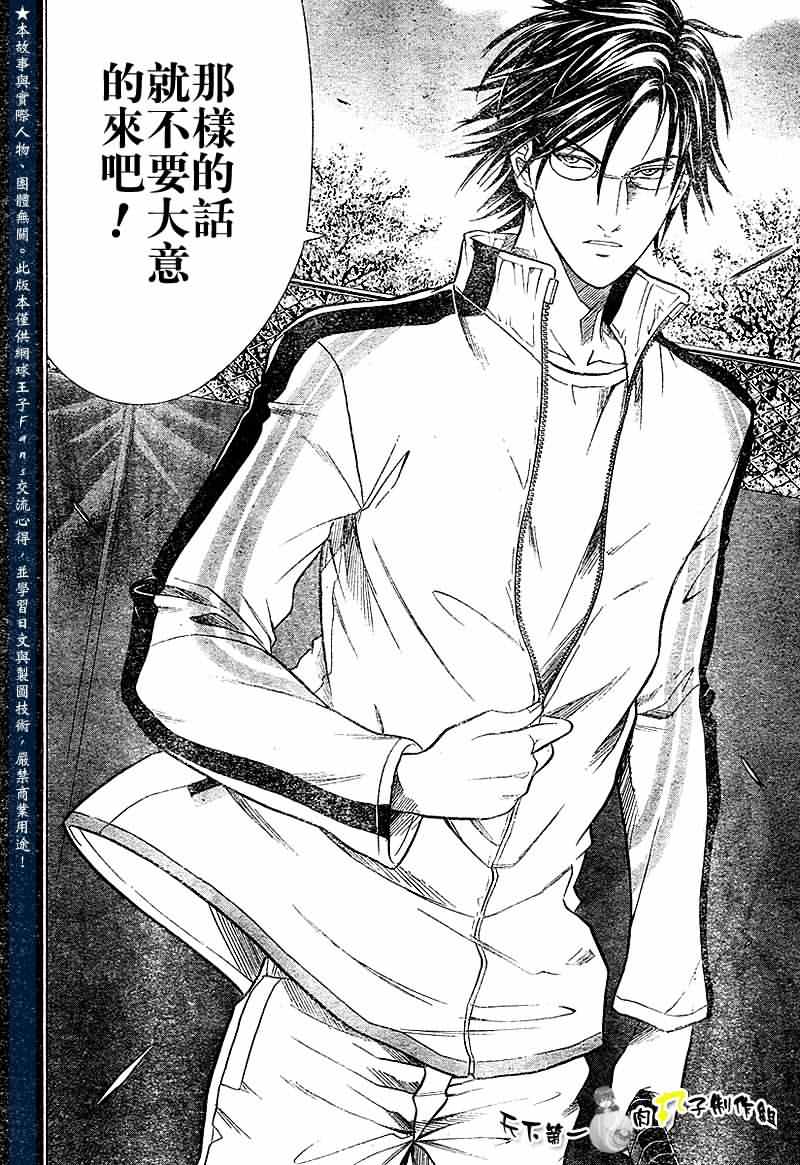 那樣的話
就不要大意
的來吧！
★本故事與實際人物、團體無關。此版本僅供網球王子Fans交流心得，並學習日文與製圖技術，嚴禁商業用途！
天下第一
肉丸子制作組